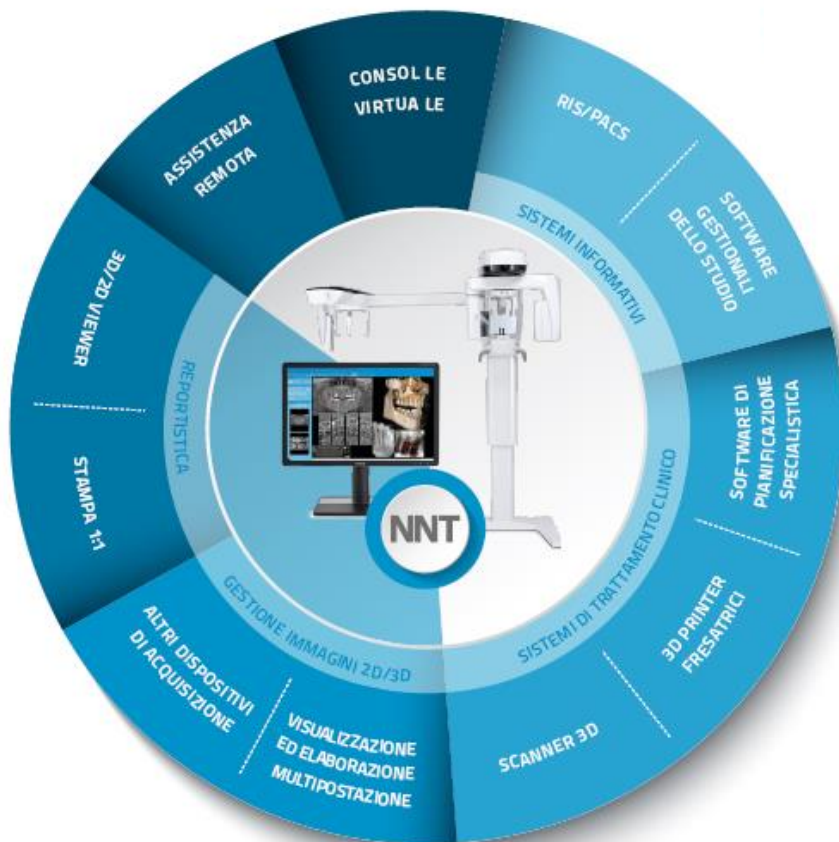 CONSOL LE
VIRTUA LE
RIS/PACS
SOFTWARE
GESTIONALI
DELLO STUDIO
SISTEMI INFORMATIVI
SOFTWARE DI
PIANIFICAZIONE
SPECIALISTICA
3D PRINTER
FRESATRICI
SCANNER 3D
SISTEMI DI TRATTAMENTO CLINICO
VISUALIZZAZIONE
ED ELABORAZIONE
MULTIPOSTAZIONE
ALTRI DISPOSITIVI
DI ACQUISIZIONE
GESTIONE IMMAGINI 2D/3D
STAMPA 1:1
3D/2D VIEWER
REPORTISTICA
ASSISTENZA
REMOTA
NNT